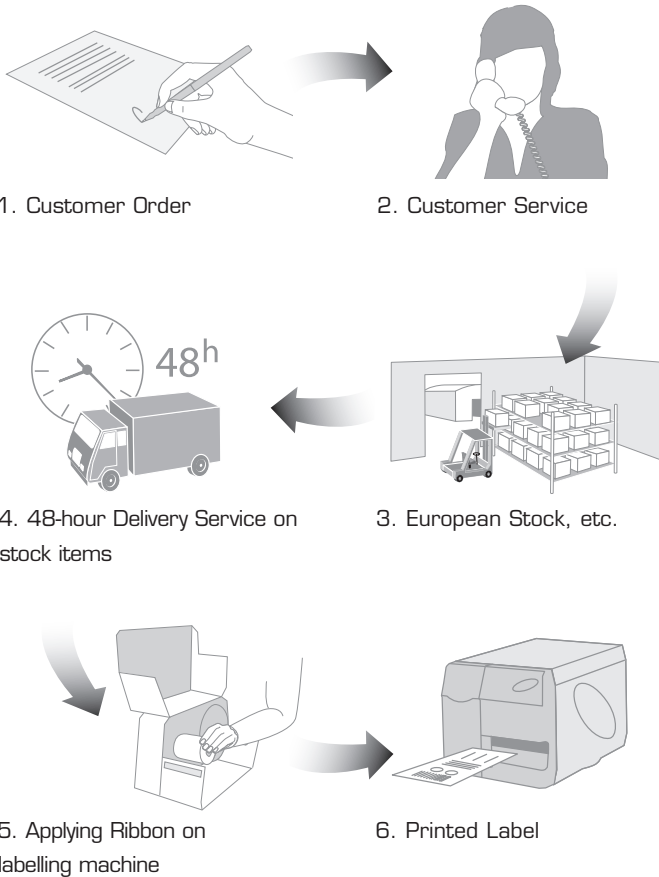 1. Customer Order
2. Customer Service
48h
4. 48-hour Delivery Service on
stock items
3. European Stock, etc.
5. Applying Ribbon on
labelling machine
6. Printed Label